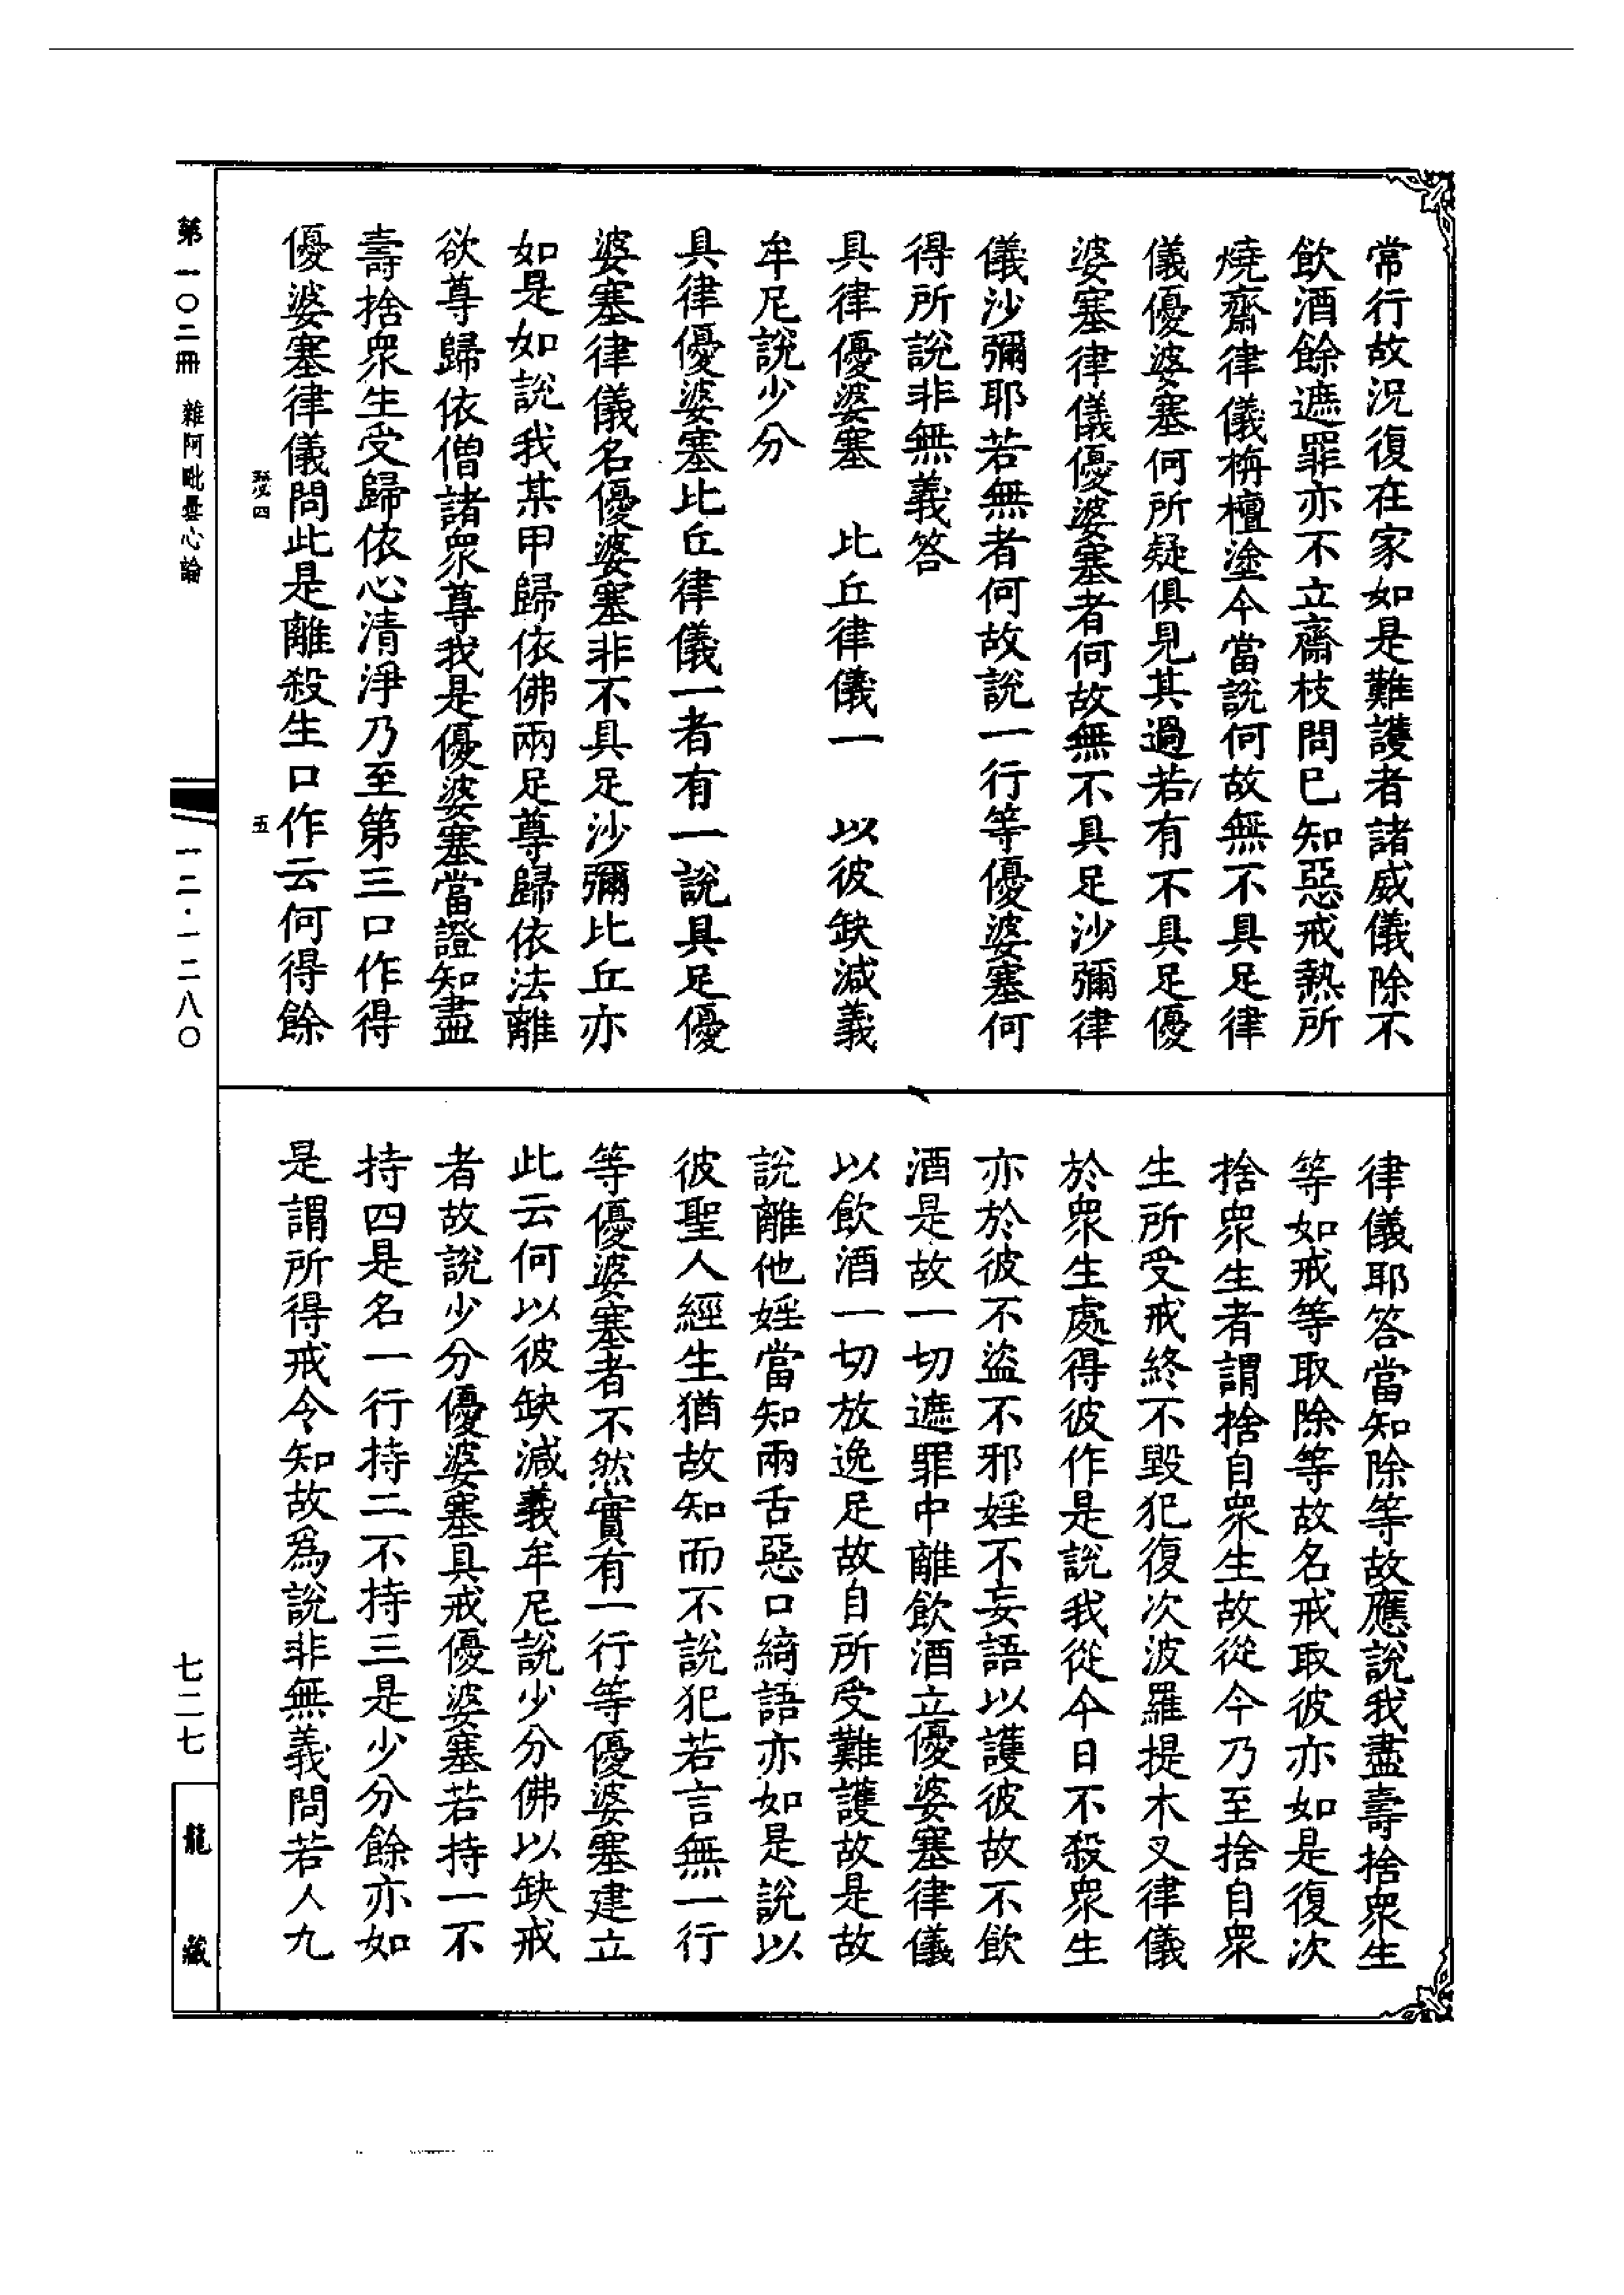 常行故況復在家如是難護者諸威儀除不
飲酒餘遮罪亦不立齋枝問已知惡戒熱所
燒齋律儀栴檀塗今當說何故無不具足律
儀優婆塞何所疑俱見其過若有不具足優
婆塞律儀優婆塞者何故無不具足沙彌律
儀沙彌耶若無者何故說一行等優婆塞何
得所說非無義答
具律優婆塞　比丘律儀一　以彼缺減義
牟尼說少分
具律優婆塞比丘律儀一者有一說具足優
婆塞律儀名優婆塞非不具足沙彌比丘亦
如是如說我某甲歸依佛兩足尊歸依法離
欲尊歸依僧諸眾尊我是優婆塞當證知盡
壽捨眾生受歸依心清淨乃至第三口作得
優婆塞律儀問此是離殺生口作云何得餘
律儀耶答當知除等故應說我盡壽捨眾生
等如戒等取除等故名戒取彼亦如是復次
捨眾生者謂捨自眾生故從今乃至捨自眾
生所受戒終不毀犯復次波羅提木叉律儀
於眾生處得彼作是說我從今日不殺眾生
亦於彼不盜不邪婬不妄語以護彼故不飲
酒是故一切遮罪中離飲酒立優婆塞律儀
以飲酒一切放逸足故自所受難護故是故
說離他婬當知兩舌惡口綺語亦如是說以
彼聖人經生猶故知而不說犯若言無一行
等優婆塞者不然實有一行等優婆塞建立
此云何以彼缺減義牟尼說少分佛以缺戒
者故說少分優婆塞具戒優婆塞若持一不
持四是名一行持二不持三是少分餘亦如
是謂所得戒令知故為說非無義問若人九
第一〇二冊　雜阿毗曇心論
四
五
一二·一二八〇
七二七
龍藏